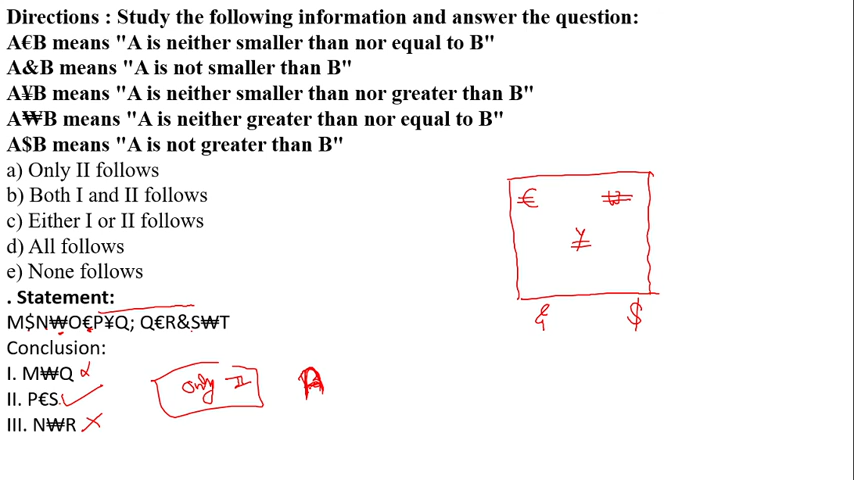 Directions : Study the following information and answer the question:
A€B means "A is neither smaller than nor equal to B"
A&B means "A is not smaller than B"
A¥B means "A is neither smaller than nor greater than B"
A₩B means "A is neither greater than nor equal to B"
A$B means "A is not greater than B"
a) Only II follows
b) Both I and II follows
c) Either I or II follows
d) All follows
e) None follows
. Statement:
M$N₩O€P¥Q; Q€R&S₩T
Conclusion:
I. M₩Q
II. P€S.
III. N₩R
only II
A
€ ₩
¥
& $